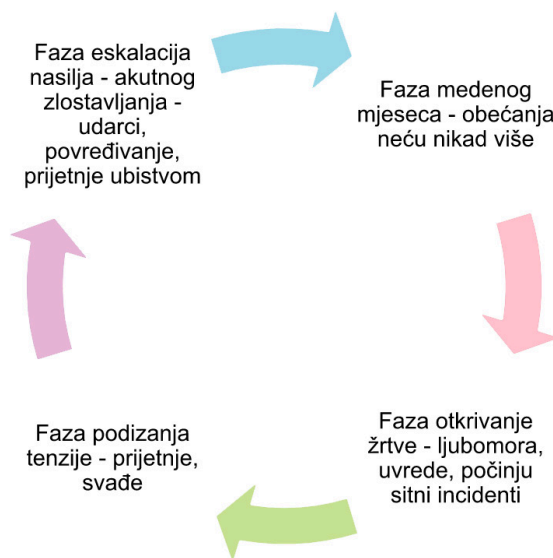 Faza eskalacija
nasilja - akutnog
zlostavljanja -
udarci,
povređivanje,
prijetnje ubistvom
Faza medenog
mjeseca - obećanja
neću nikad više
Faza otkrivanje
žrtve - ljubomora,
uvrede, počinju
sitni incidenti
Faza podizanja
tenzije - prijetnje,
svađe